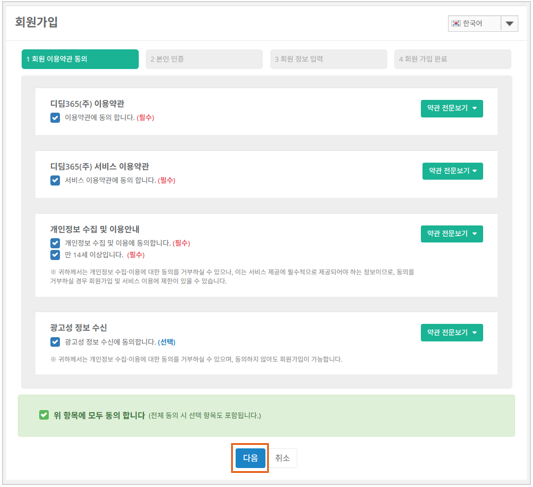 회원가입
한국어
1 회원 이용약관 동의
2 본인 인증
3 회원 정보 입력
4 회원 가입 완료
디딤365(주) 이용약관
약관 전문보기
이용약관에 동의 합니다. (필수)
디딤365(주) 서비스 이용약관
약관 전문보기
서비스 이용약관에 동의 합니다. (필수)
개인정보 수집 및 이용안내
약관 전문보기
개인정보 수집 및 이용에 동의합니다. (필수)
만 14세 이상입니다. (필수)
※ 귀하께서는 개인정보 수집·이용에 대한 동의를 거부하실 수 있으나, 이는 서비스 제공에 필수적으로 제공되어야 하는 정보이므로, 동의를
거부하실 경우 회원가입 및 서비스 이용에 제한이 있을 수 있습니다.
광고성 정보 수신
약관 전문보기
광고성 정보 수신에 동의합니다. (선택)
※ 귀하께서는 개인정보 수집·이용에 대한 동의를 거부하실 수 있으며, 동의하지 않아도 회원가입이 가능합니다.
위 항목에 모두 동의 합니다 (전체 동의 시 선택 항목도 포함됩니다.)
다음
취소